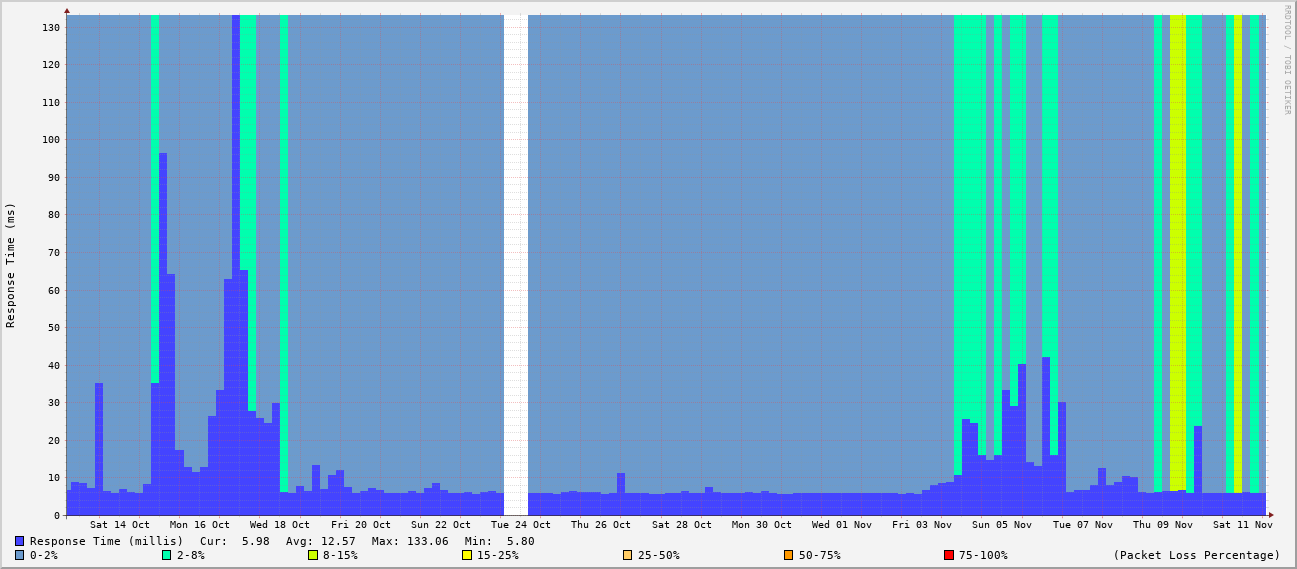 RRDTOOL / TOBI OETIKER
Response Time (ms)
130
120
110
100
90
80
70
60
50
40
30
20
10
0
Sat 14 Oct Mon 16 Oct Wed 18 Oct Fri 20 Oct Sun 22 Oct Tue 24 Oct Thu 26 Oct Sat 28 Oct Mon 30 Oct Wed 01 Nov Fri 03 Nov Sun 05 Nov Tue 07 Nov Thu 09 Nov Sat 11 Nov
Response Time (millis) Cur: 5.98 Avg: 12.57 Max: 133.06 Min: 5.80
0-2% 2-8% 8-15% 15-25% 25-50% 50-75% 75-100% (Packet Loss Percentage)